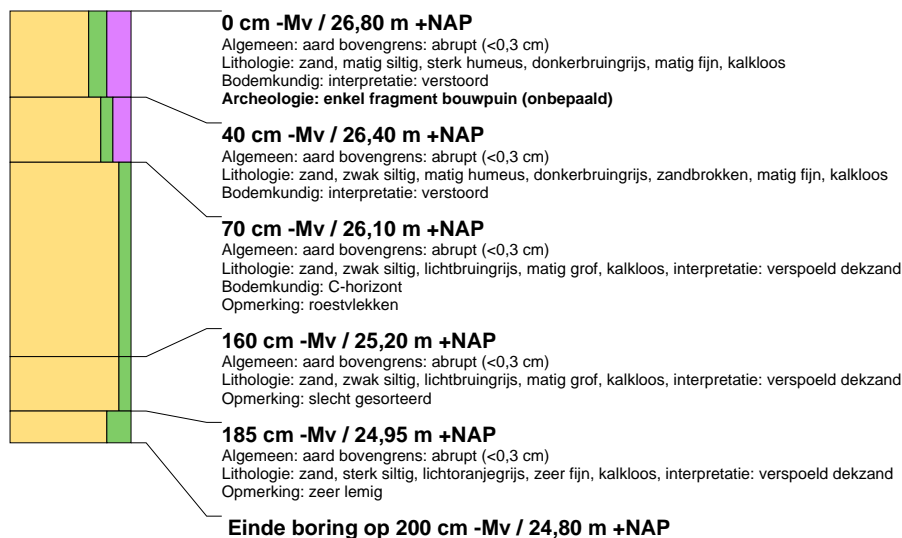 0 cm -Mv / 26,80 m +NAP
Algemeen: aard bovengrens: abrupt (<0,3 cm)
Lithologie: zand, matig siltig, sterk humeus, donkerbruingrijs, matig fijn, kalkloos
Bodemkundig: interpretatie: verstoord
Archeologie: enkel fragment bouwpuin (onbepaald)
40 cm -Mv / 26,40 m +NAP
Algemeen: aard bovengrens: abrupt (<0,3 cm)
Lithologie: zand, zwak siltig, matig humeus, donkerbruingrijs, zandbrokken, matig fijn, kalkloos
Bodemkundig: interpretatie: verstoord
70 cm -Mv / 26,10 m +NAP
Algemeen: aard bovengrens: abrupt (<0,3 cm)
Lithologie: zand, zwak siltig, lichtbruingrijs, matig grof, kalkloos, interpretatie: verspoeld dekzand
Bodemkundig: C-horizont
Opmerking: roestvlekken
160 cm -Mv / 25,20 m +NAP
Algemeen: aard bovengrens: abrupt (<0,3 cm)
Lithologie: zand, zwak siltig, lichtbruingrijs, matig grof, kalkloos, interpretatie: verspoeld dekzand
Opmerking: slecht gesorteerd
185 cm -Mv / 24,95 m +NAP
Algemeen: aard bovengrens: abrupt (<0,3 cm)
Lithologie: zand, sterk siltig, lichtoranjegrijs, zeer fijn, kalkloos, interpretatie: verspoeld dekzand
Opmerking: zeer lemig
Einde boring op 200 cm -Mv / 24,80 m +NAP